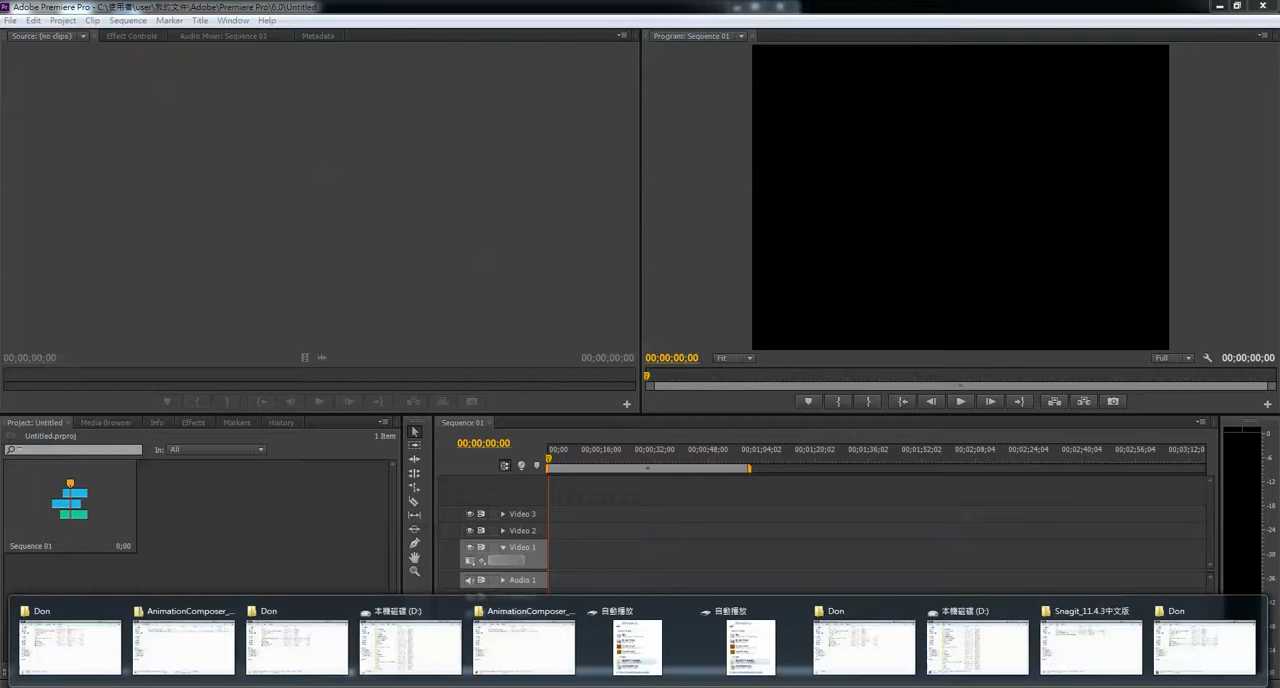 Adobe Premiere Pro - C:\使用者\user\我的文件\Adobe\Premiere Pro\6.0\Untitled
File Edit Project Clip Sequence Marker Title Window Help
Source: (no clips) Effect Controls Audio Mixer: Sequence 01 Metadata
Program: Sequence 01
00;00;00;00 00;00;00;00
00;00;00;00 Fit Full 00;00;00;00
Project: Untitled Media Browser Info Effects Markers History
Untitled.prproj 1 Item
In: All
Sequence 01 0;00
Sequence 01
00;00;00;00
00;00 00;00;16;00 00;00;32;00 00;00;48;00 00;01;04;02 00;01;20;02 00;01;36;02 00;01;52;02 00;02;08;04 00;02;24;04 00;02;40;04 00;02;56;04 00;03;12;0
Video 3
Video 2
Video 1
Audio 1
0
-6
-12
-18
Don AnimationComposer_... Don 本機磁碟 (D:) AnimationComposer_... 自動播放 自動播放 Don 本機磁碟 (D:) Snagit_11.4.3中文版 Don